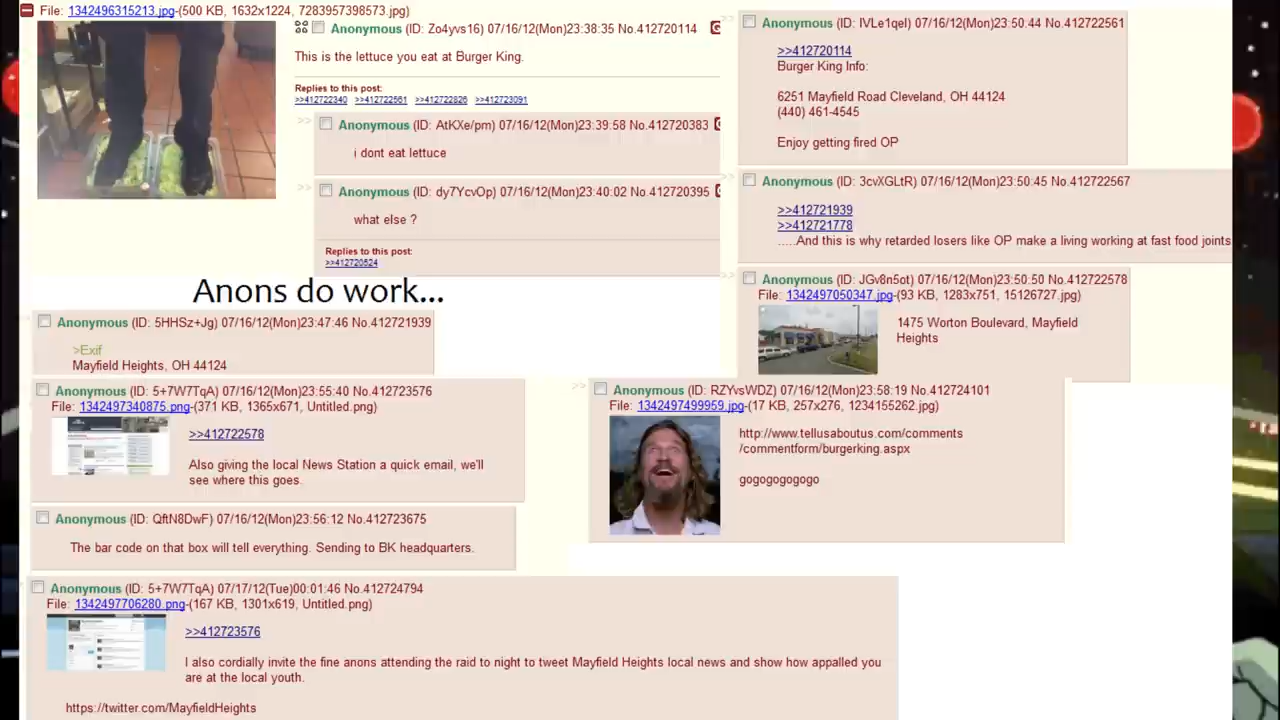 File: 1342496315213.jpg-(500 KB, 1632x1224, 7283957398573.jpg)
Anonymous (ID: Zo4yvs16) 07/16/12(Mon)23:38:35 No.412720114
This is the lettuce you eat at Burger King.
Replies to this post:
>>412722340 >>412722561 >>412722826 >>412723091
>> Anonymous (ID: AtKXe/pm) 07/16/12(Mon)23:39:58 No.412720383
i dont eat lettuce
>> Anonymous (ID: dy7YcvOp) 07/16/12(Mon)23:40:02 No.412720395
what else ?
Replies to this post:
>>412720524
Anons do work...
Anonymous (ID: 5HHSz+Jg) 07/16/12(Mon)23:47:46 No.412721939
>Exif
Mayfield Heights, OH 44124
>> Anonymous (ID: IVLe1qeI) 07/16/12(Mon)23:50:44 No.412722561
>>412720114
Burger King Info:
6251 Mayfield Road Cleveland, OH 44124
(440) 461-4545
Enjoy getting fired OP
>> Anonymous (ID: 3cvXGLtR) 07/16/12(Mon)23:50:45 No.412722567
>>412721939
>>412721778
.....And this is why retarded losers like OP make a living working at fast food joints
>> Anonymous (ID: JGv8n5ot) 07/16/12(Mon)23:50:50 No.412722578
File: 1342497050347.jpg-(93 KB, 1283x751, 15126727.jpg)
1475 Worton Boulevard, Mayfield
Heights
Anonymous (ID: 5+7W7TqA) 07/16/12(Mon)23:55:40 No.412723576
File: 1342497340875.png-(371 KB, 1365x671, Untitled.png)
>>412722578
Also giving the local News Station a quick email, we'll
see where this goes.
Anonymous (ID: QftN8DwF) 07/16/12(Mon)23:56:12 No.412723675
The bar code on that box will tell everything. Sending to BK headquarters.
>> Anonymous (ID: RZYvsWDZ) 07/16/12(Mon)23:58:19 No.412724101
File: 1342497499959.jpg-(17 KB, 257x276, 1234155262.jpg)
http://www.tellusaboutus.com/comments
/commentform/burgerking.aspx
gogogogogogo
Anonymous (ID: 5+7W7TqA) 07/17/12(Tue)00:01:46 No.412724794
File: 1342497706280.png-(167 KB, 1301x619, Untitled.png)
>>412723576
I also cordially invite the fine anons attending the raid to night to tweet Mayfield Heights local news and show how appalled you
are at the local youth.
https://twitter.com/MayfieldHeights